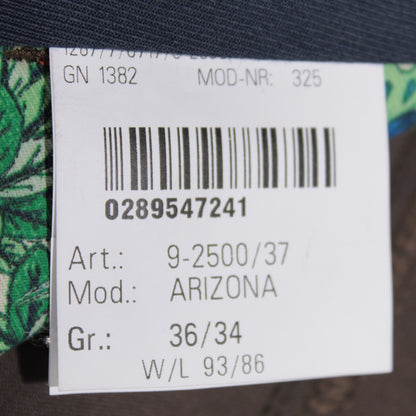 GN 1382 MOD-NR: 325
0289547241
Art.: 9-2500/37
Mod.: ARIZONA
Gr.: 36/34
W/L 93/86